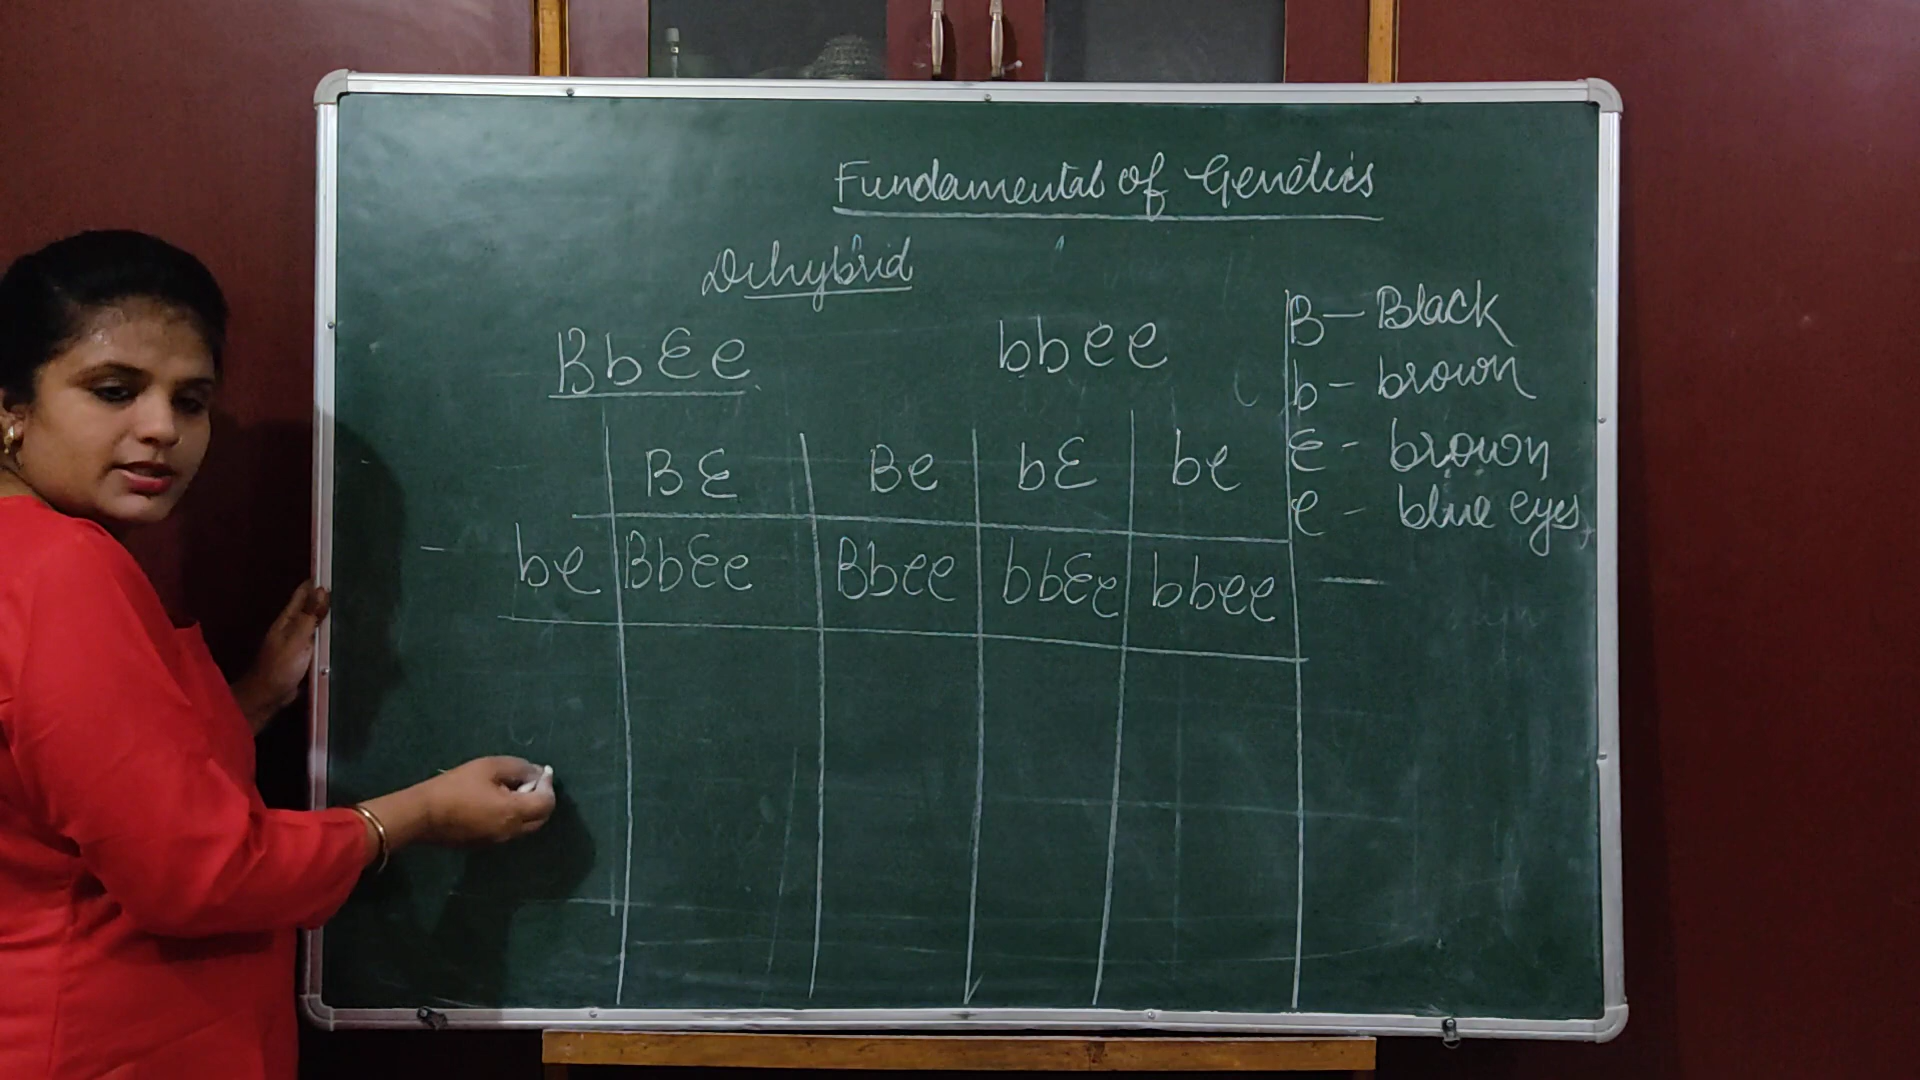 Fundamental of Genetics
Dihybrid
BbEe bbee
B - Black
b - brown
E - brown
e - blue eyes
BE Be bE be
be BbEe Bbee bbEe bbee